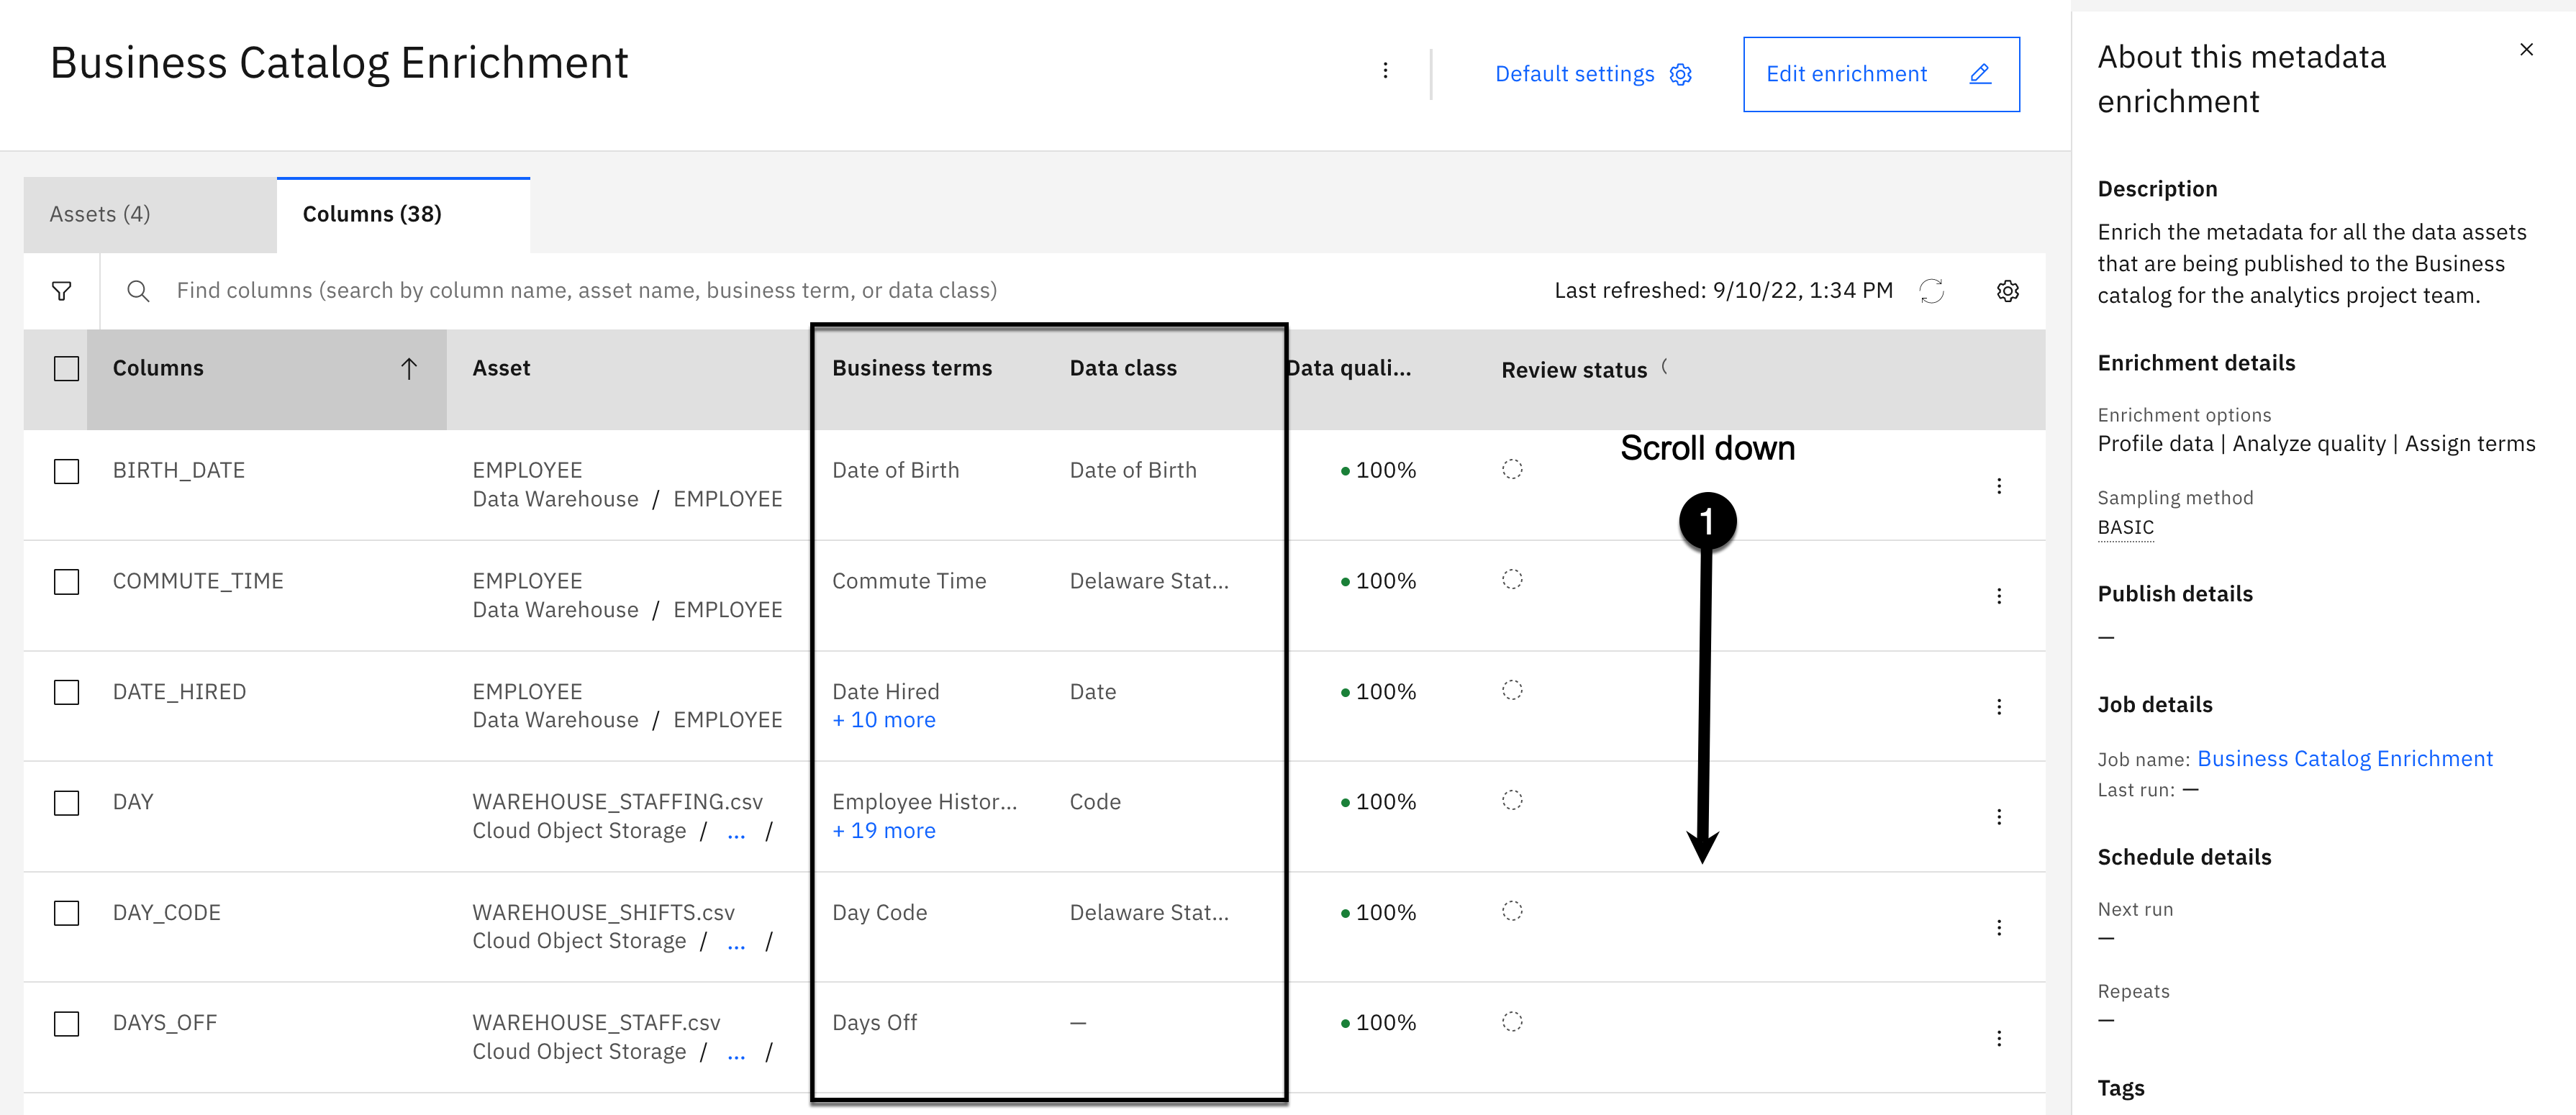 Business Catalog Enrichment
Default settings
Edit enrichment
Assets (4)
Columns (38)
Find columns (search by column name, asset name, business term, or data class)
Last refreshed: 9/10/22, 1:34 PM
Columns
Asset
Business terms
Data class
Data quali...
Review status
Scroll down
1
BIRTH_DATE
EMPLOYEE
Data Warehouse / EMPLOYEE
Date of Birth
Date of Birth
100%
COMMUTE_TIME
EMPLOYEE
Data Warehouse / EMPLOYEE
Commute Time
Delaware Stat...
100%
DATE_HIRED
EMPLOYEE
Data Warehouse / EMPLOYEE
Date Hired
+ 10 more
Date
100%
DAY
WAREHOUSE_STAFFING.csv
Cloud Object Storage / ... /
Employee Histor...
+ 19 more
Code
100%
DAY_CODE
WAREHOUSE_SHIFTS.csv
Cloud Object Storage / ... /
Day Code
Delaware Stat...
100%
DAYS_OFF
WAREHOUSE_STAFF.csv
Cloud Object Storage / ... /
Days Off
—
100%
About this metadata
enrichment
Description
Enrich the metadata for all the data assets
that are being published to the Business
catalog for the analytics project team.
Enrichment details
Enrichment options
Profile data | Analyze quality | Assign terms
Sampling method
BASIC
Publish details
—
Job details
Job name: Business Catalog Enrichment
Last run: —
Schedule details
Next run
—
Repeats
—
Tags